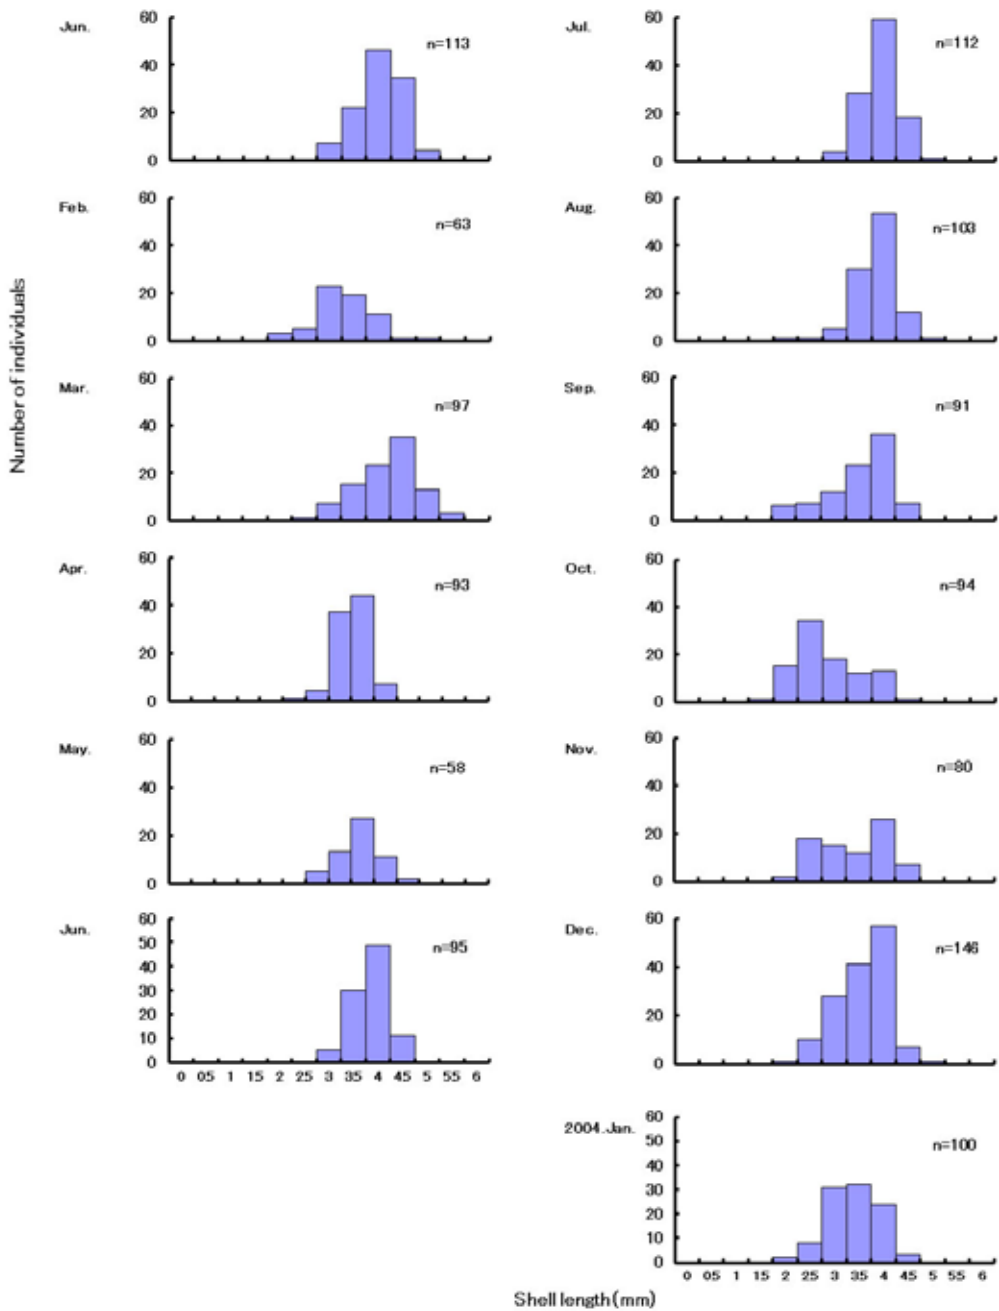 Number of individuals
Jun.
60
40
20
0
n=113
Feb.
60
40
20
0
n=63
Mar.
60
40
20
0
n=97
Apr.
60
40
20
0
n=93
May.
60
40
20
0
n=58
Jun.
60
50
40
30
20
10
0
n=95
0 05 1 15 2 25 3 35 4 45 5 55 6
Jul.
60
40
20
0
n=112
Aug.
60
40
20
0
n=103
Sep.
60
40
20
0
n=91
Oct.
60
40
20
0
n=94
Nov.
60
40
20
0
n=80
Dec.
60
40
20
0
n=146
2004.Jan.
60
50
40
30
20
10
0
n=100
0 05 1 15 2 25 3 35 4 45 5 55 6
Shell length(mm)